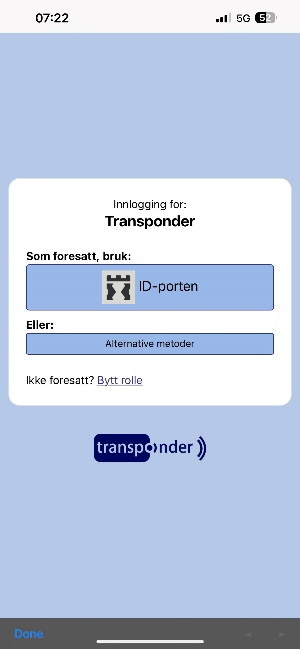 07:22
5G 52
Innlogging for:
Transponder
Som foresatt, bruk:
ID-porten
Eller:
Alternative metoder
Ikke foresatt? Bytt rolle
transponder
Done